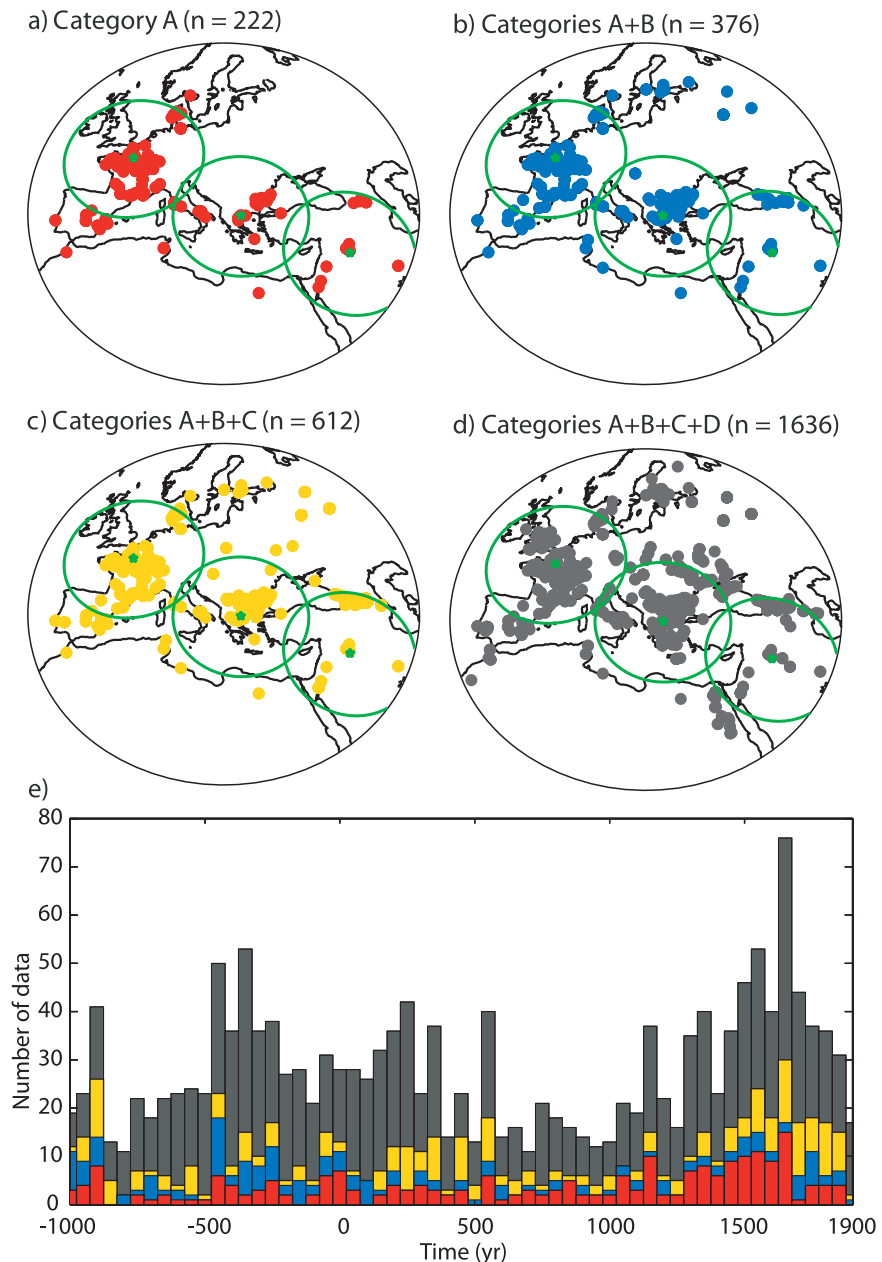 a) Category A (n = 222)
b) Categories A+B (n = 376)
c) Categories A+B+C (n = 612)
d) Categories A+B+C+D (n = 1636)
e)
80
70
60
50
40
30
20
10
0
Number of data
-1000
-500
0
500
1000
1500
1900
Time (yr)